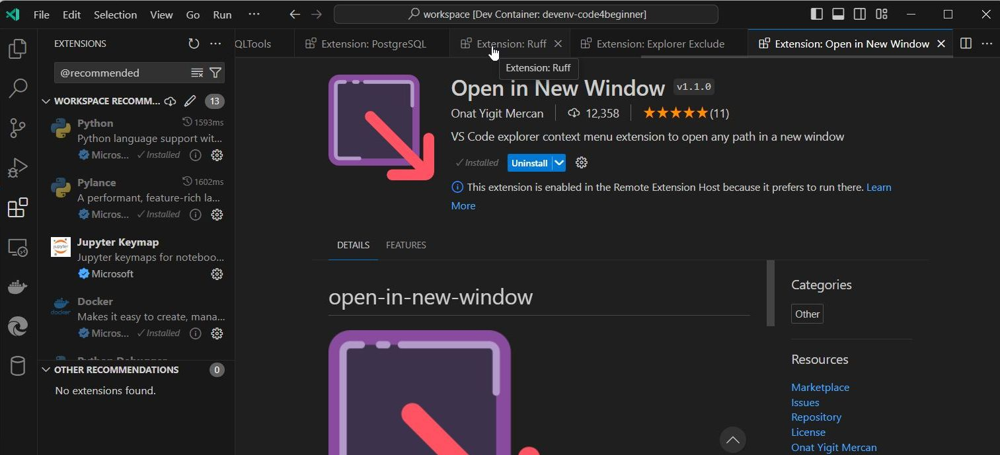 File Edit Selection View Go Run ···
workspace [Dev Container: devenv-code4beginner]
EXTENSIONS
@recommended
WORKSPACE RECOMM... 13
Python 1593ms
Python language support wit...
Micros... ✓Installed
Pylance 1602ms
A performant, feature-rich la...
Micros... ✓Installed
Jupyter Keymap
Jupyter keymaps for noteboo...
Microsoft
Docker
Makes it easy to create, mana...
Micros... ✓Installed
Python Debugger
OTHER RECOMMENDATIONS 0
No extensions found.
QLTools
Extension: PostgreSQL
Extension: Ruff
Extension: Explorer Exclude
Extension: Open in New Window
Extension: Ruff
Open in New Window v1.1.0
Onat Yigit Mercan 12,358 ★★★★★(11)
VS Code explorer context menu extension to open any path in a new window
✓Installed Uninstall
This extension is enabled in the Remote Extension Host because it prefers to run there. Learn
More
DETAILS FEATURES
open-in-new-window
Categories
Other
Resources
Marketplace
Issues
Repository
License
Onat Yigit Mercan
jupyter
docker